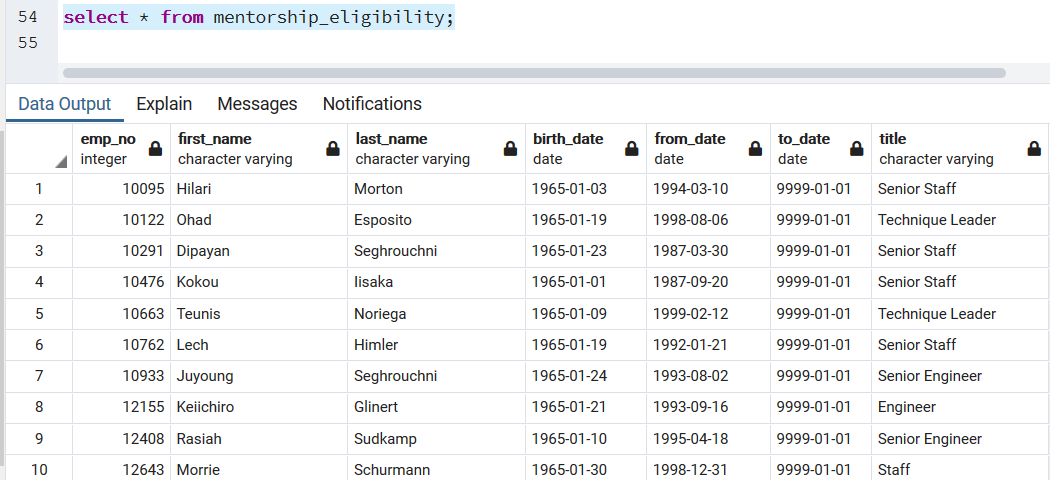 54 select * from mentorship_eligibility;
55
Data Output Explain Messages Notifications
emp_no first_name last_name birth_date from_date to_date title
integer character varying character varying date date date character varying
1 10095 Hilari Morton 1965-01-03 1994-03-10 9999-01-01 Senior Staff
2 10122 Ohad Esposito 1965-01-19 1998-08-06 9999-01-01 Technique Leader
3 10291 Dipayan Seghrouchni 1965-01-23 1987-03-30 9999-01-01 Senior Staff
4 10476 Kokou Iisaka 1965-01-01 1987-09-20 9999-01-01 Senior Staff
5 10663 Teunis Noriega 1965-01-09 1999-02-12 9999-01-01 Technique Leader
6 10762 Lech Himler 1965-01-19 1992-01-21 9999-01-01 Senior Staff
7 10933 Juyoung Seghrouchni 1965-01-24 1993-08-02 9999-01-01 Senior Engineer
8 12155 Keiichiro Glinert 1965-01-21 1993-09-16 9999-01-01 Engineer
9 12408 Rasiah Sudkamp 1965-01-10 1995-04-18 9999-01-01 Senior Engineer
10 12643 Morrie Schurmann 1965-01-30 1998-12-31 9999-01-01 Staff